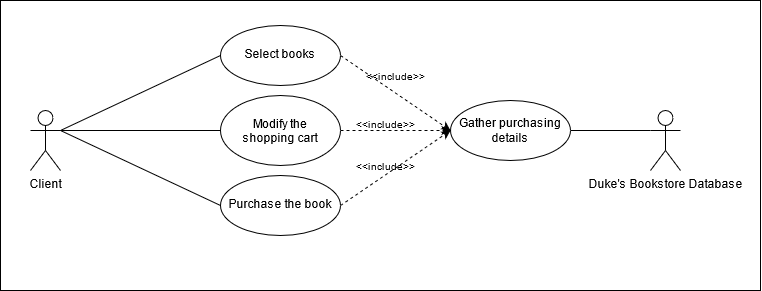 Select books
<<include>>
Modify the
shopping cart
<<include>>
Gather purchasing
details
<<include>>
Client
Duke's Bookstore Database
Purchase the book